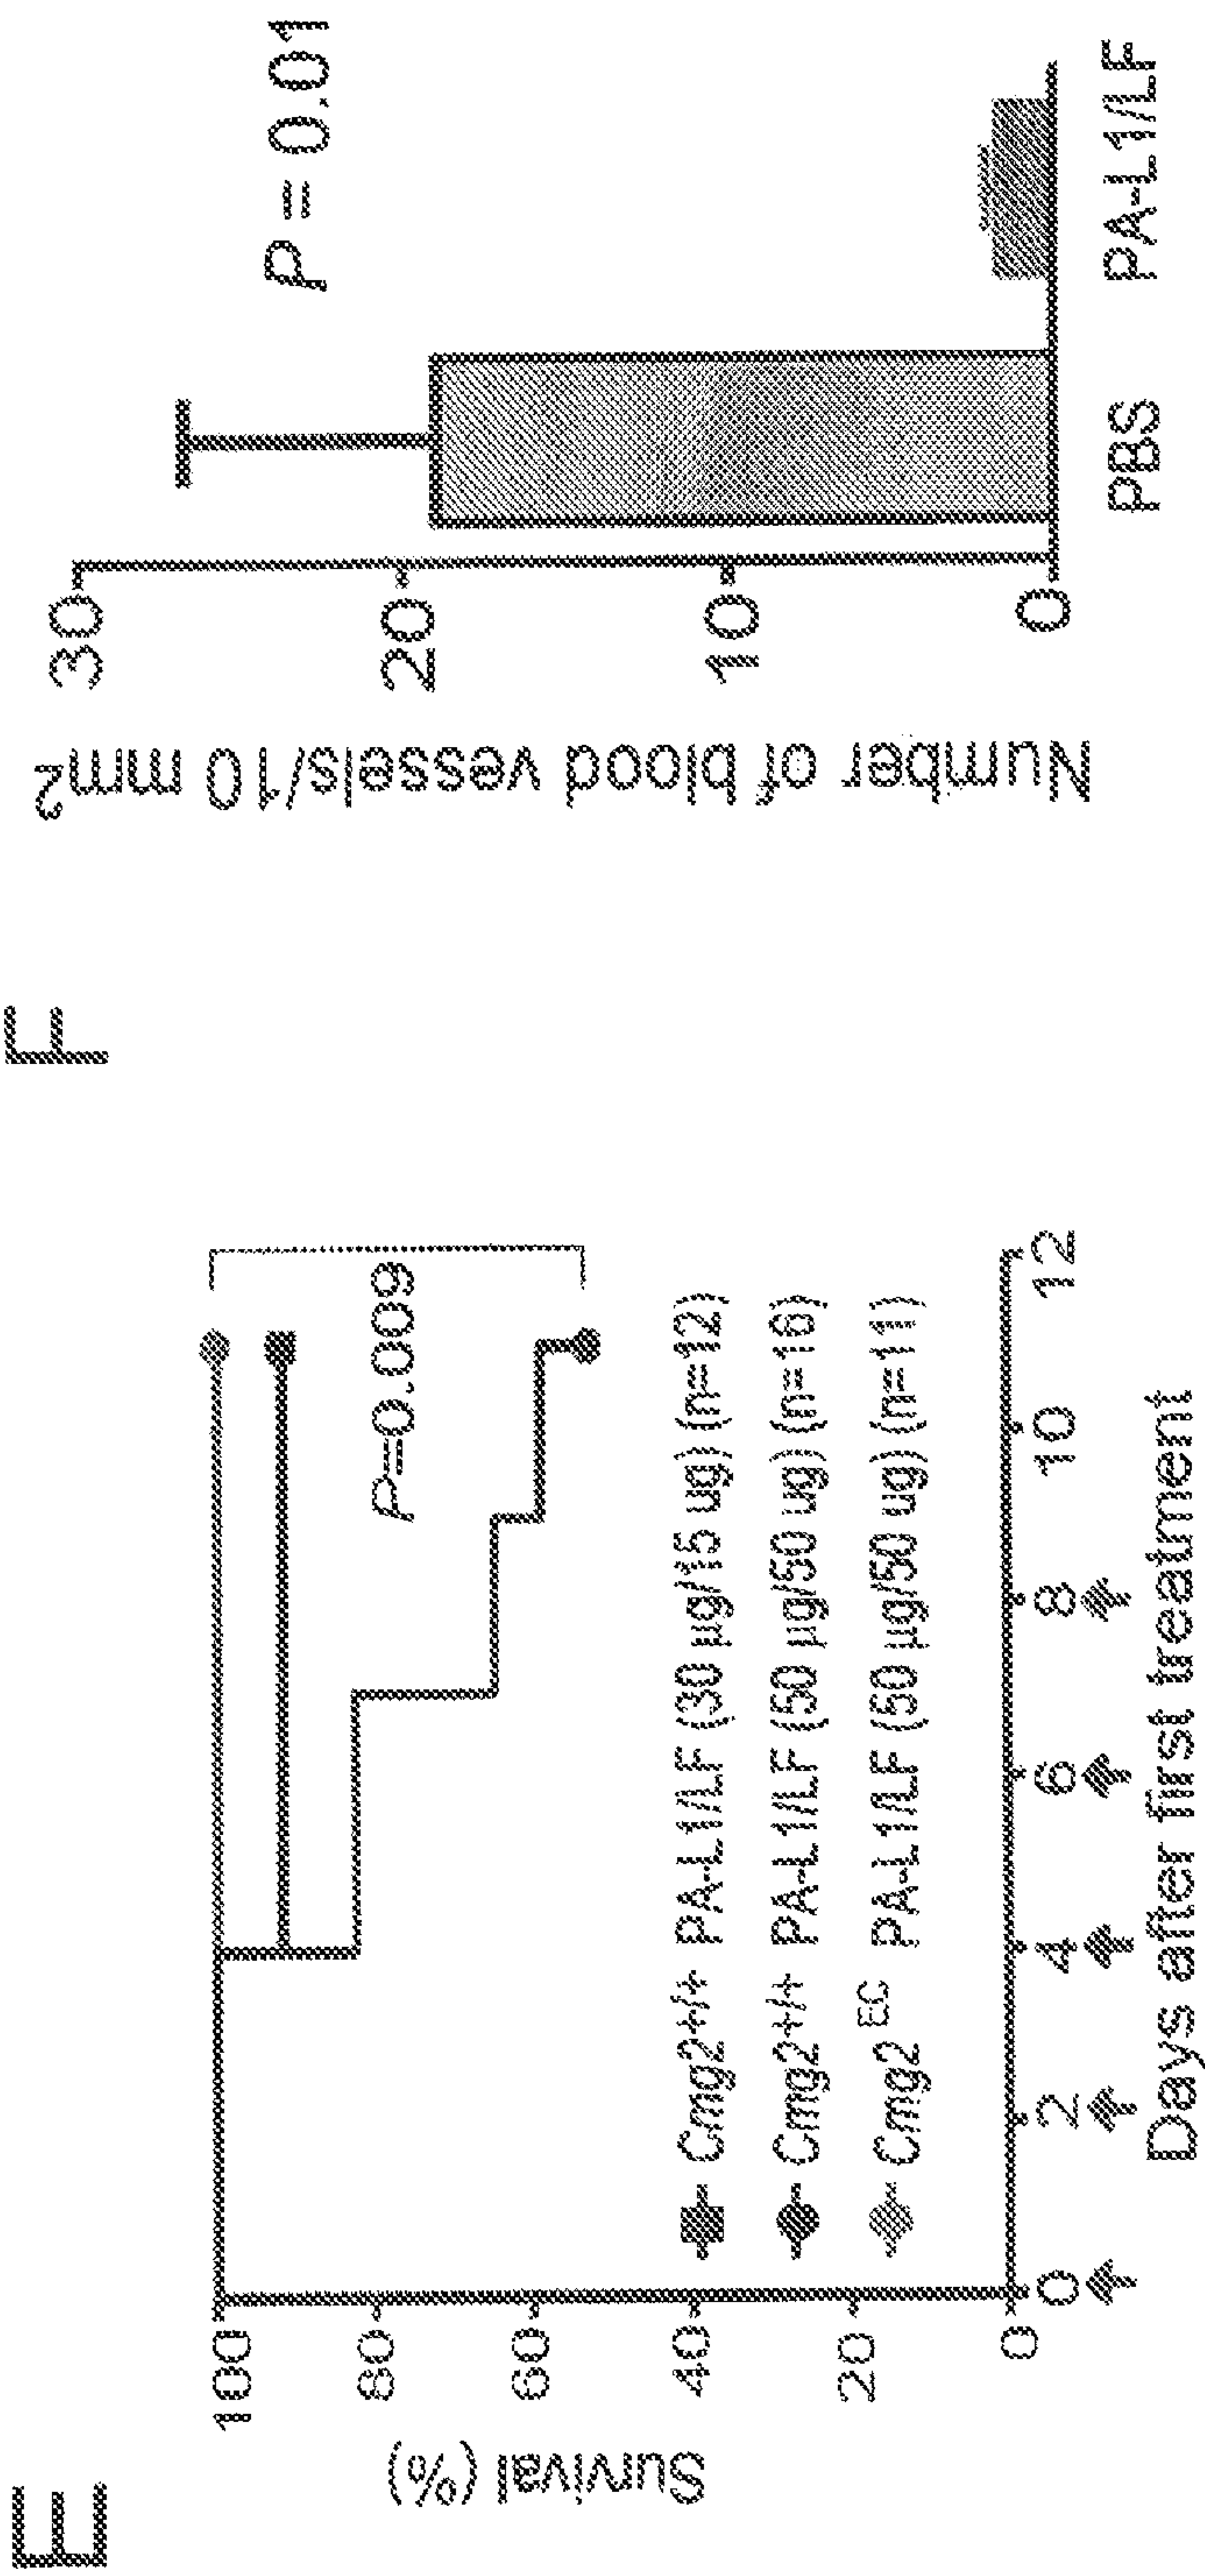 E
Survival (%)
100
80
60
40
20
0
P=0.009
Cmg2+/+ PA-L1/LF (30 µg/15 ug) (n=12)
Cmg2+/+ PA-L1/LF (50 µg/50 ug) (n=16)
Cmg2EC PA-L1/LF (50 µg/50 ug) (n=11)
0 2 4 6 8 10 12
Days after first treatment
F
Number of blood vessels/10 mm2
30
20
10
0
P = 0.01
PBS PA-L1/LF